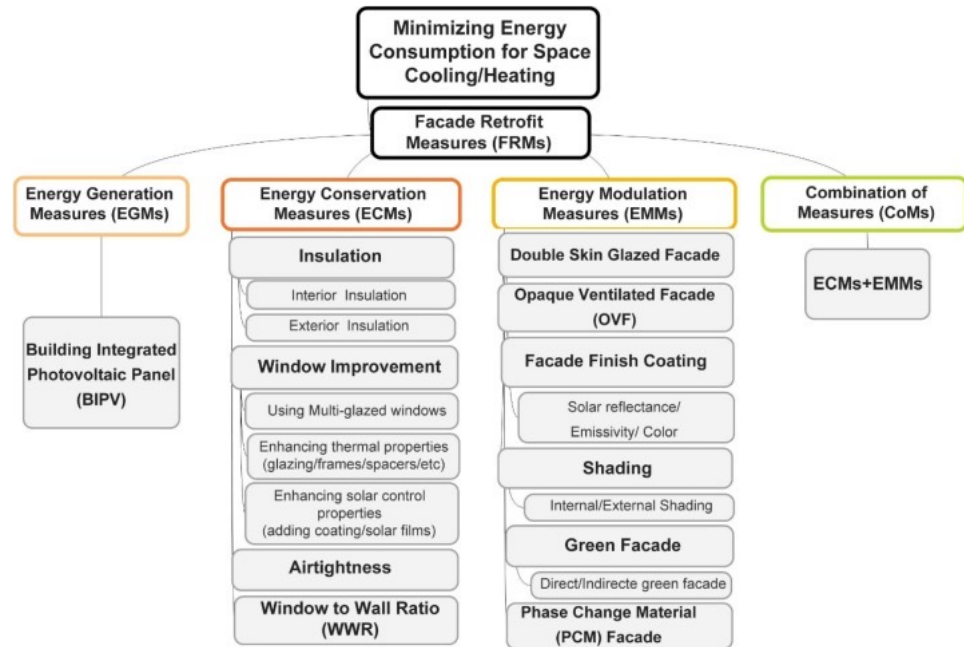 Minimizing Energy
Consumption for Space
Cooling/Heating
Facade Retrofit
Measures (FRMs)
Energy Generation
Measures (EGMs)
Building Integrated
Photovoltaic Panel
(BIPV)
Energy Conservation
Measures (ECMs)
Insulation
Interior Insulation
Exterior Insulation
Window Improvement
Using Multi-glazed windows
Enhancing thermal properties
(glazing/frames/spacers/etc)
Enhancing solar control
properties
(adding coating/solar films)
Airtightness
Window to Wall Ratio
(WWR)
Energy Modulation
Measures (EMMs)
Double Skin Glazed Facade
Opaque Ventilated Facade
(OVF)
Facade Finish Coating
Solar reflectance/
Emissivity/ Color
Shading
Internal/External Shading
Green Facade
Direct/Indirecte green facade
Phase Change Material
(PCM) Facade
Combination of
Measures (CoMs)
ECMs+EMMs